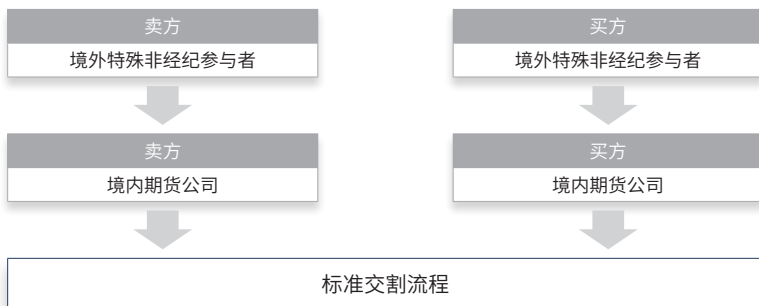 卖方
买方
境外特殊非经纪参与者
境外特殊非经纪参与者
卖方
买方
境内期货公司
境内期货公司
标准交割流程